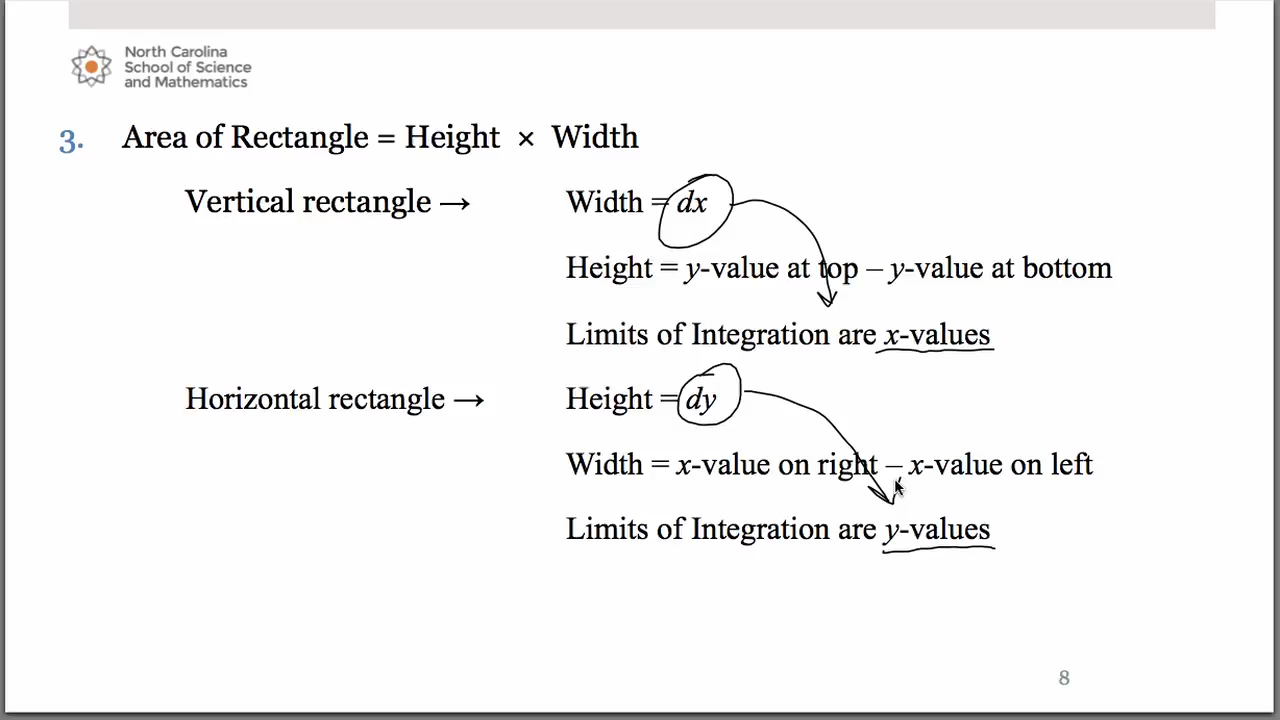 North Carolina
School of Science
and Mathematics
3. Area of Rectangle = Height × Width
Vertical rectangle → Width = dx
Height = y-value at top – y-value at bottom
Limits of Integration are x-values
Horizontal rectangle → Height = dy
Width = x-value on right – x-value on left
Limits of Integration are y-values
8